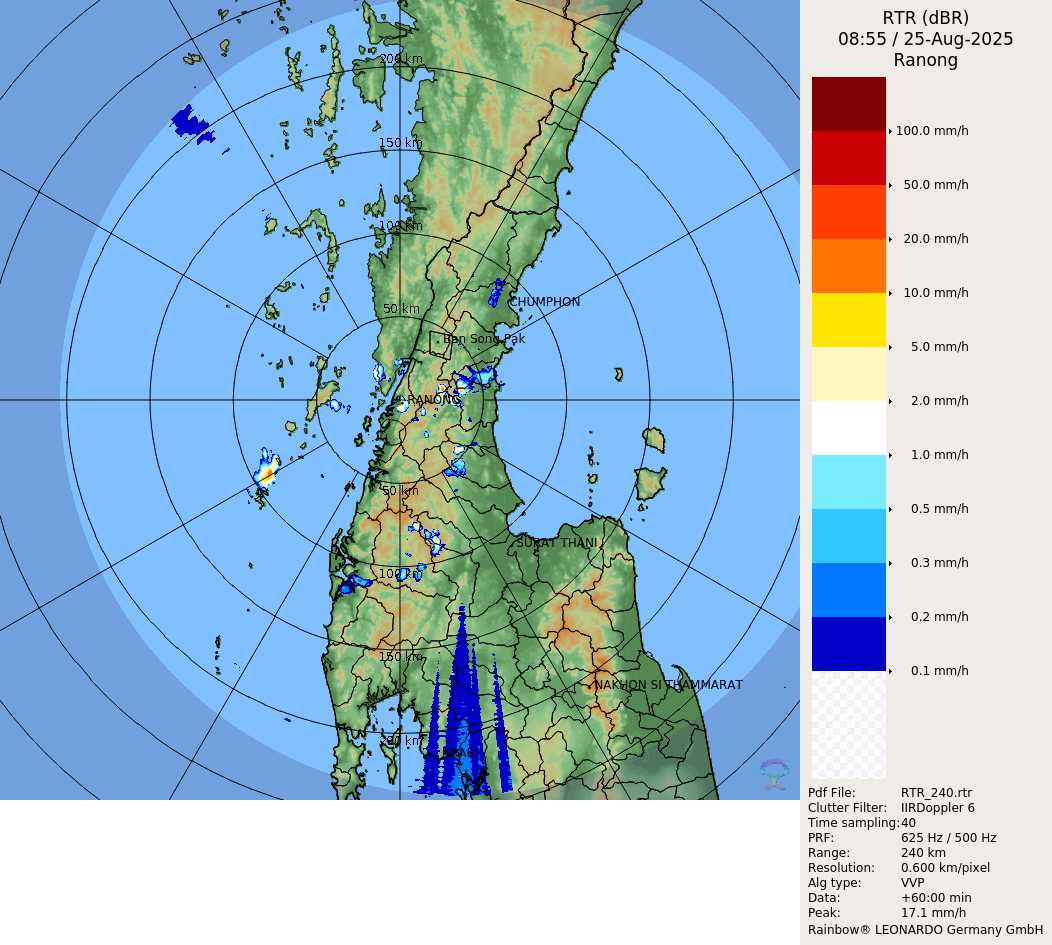 RTR (dBR)
08:55 / 25-Aug-2025
Ranong
200 km
150 km
100 km
50 km
CHUMPHON
Ban Song Pak
RANONG
50 km
SURAT THANI
100 km
150 km
NAKHON SI THAMMARAT
200 km
100.0 mm/h
50.0 mm/h
20.0 mm/h
10.0 mm/h
5.0 mm/h
2.0 mm/h
1.0 mm/h
0.5 mm/h
0.3 mm/h
0.2 mm/h
0.1 mm/h
Pdf File: RTR_240.rtr
Clutter Filter: IIRDoppler 6
Time sampling:40
PRF: 625 Hz / 500 Hz
Range: 240 km
Resolution: 0.600 km/pixel
Alg type: VVP
Data: +60:00 min
Peak: 17.1 mm/h
Rainbow® LEONARDO Germany GmbH